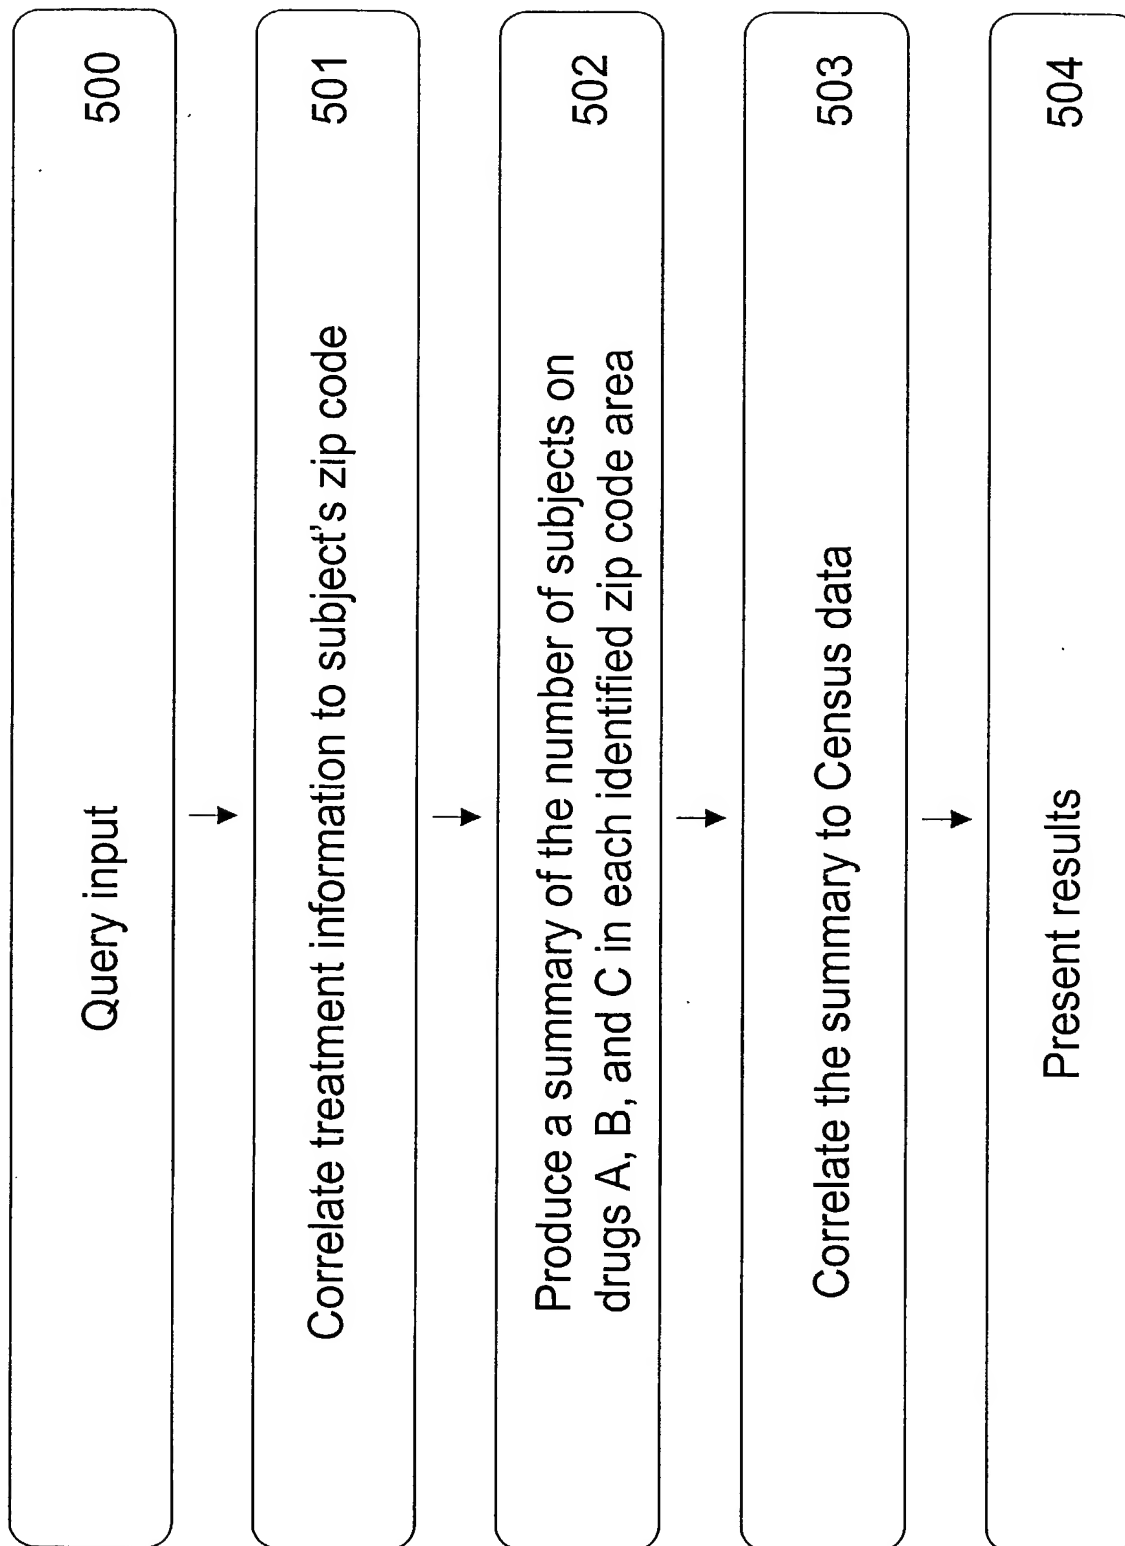 Query input 500
Correlate treatment information to subject's zip code 501
Produce a summary of the number of subjects on 502
drugs A, B, and C in each identified zip code area
Correlate the summary to Census data 503
Present results 504